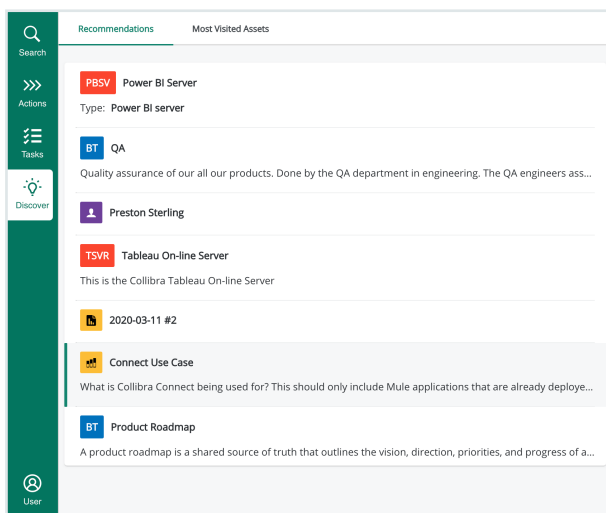 Search
Actions
Tasks
Discover
User
Recommendations Most Visited Assets
PBSV Power BI Server
Type: Power BI server
BT QA
Quality assurance of our all our products. Done by the QA department in engineering. The QA engineers ass...
Preston Sterling
TSVR Tableau On-line Server
This is the Collibra Tableau On-line Server
2020-03-11 #2
Connect Use Case
What is Collibra Connect being used for? This should only include Mule applications that are already deploye...
BT Product Roadmap
A product roadmap is a shared source of truth that outlines the vision, direction, priorities, and progress of a...